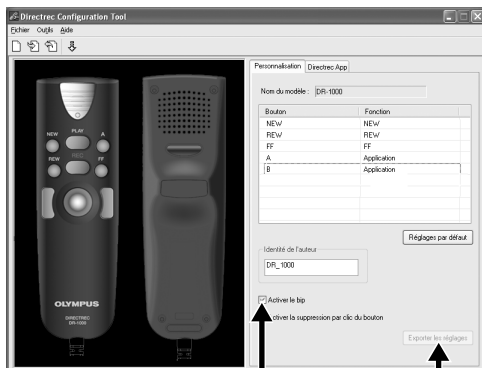 Directrec Configuration Tool
Fichier Outils Aide
Personnalisation Directrec App
Nom du modèle : DR-1000
Bouton Fonction
NEW NEW
REW REW
FF FF
A Application
B Application
Réglages par défaut
Identité de l'auteur
DR_1000
Activer le bip
ctiver la suppression par clic du bouton
Exporter les réglages
NEW PLAY A
REW REC FF
OLYMPUS
DIRECTREC
DR-1000